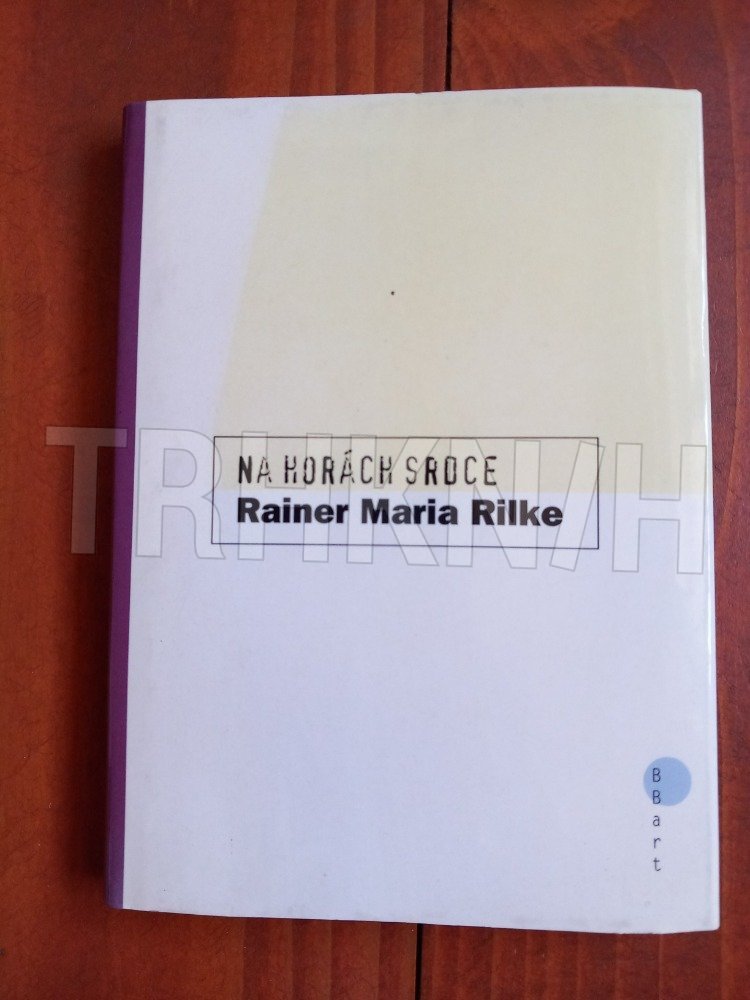 NA HORÁCH SRDCE
Rainer Maria Rilke
TRHKNIH
BBart